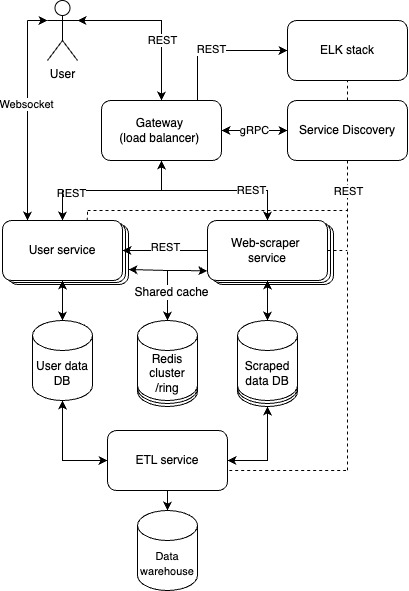 REST
User
REST
ELK stack
Websocket
Gateway
(load balancer)
gRPC
Service Discovery
REST
REST
REST
User service
REST
Web-scraper
service
Shared cache
User data
DB
Redis
cluster
/ring
Scraped
data DB
ETL service
Data
warehouse